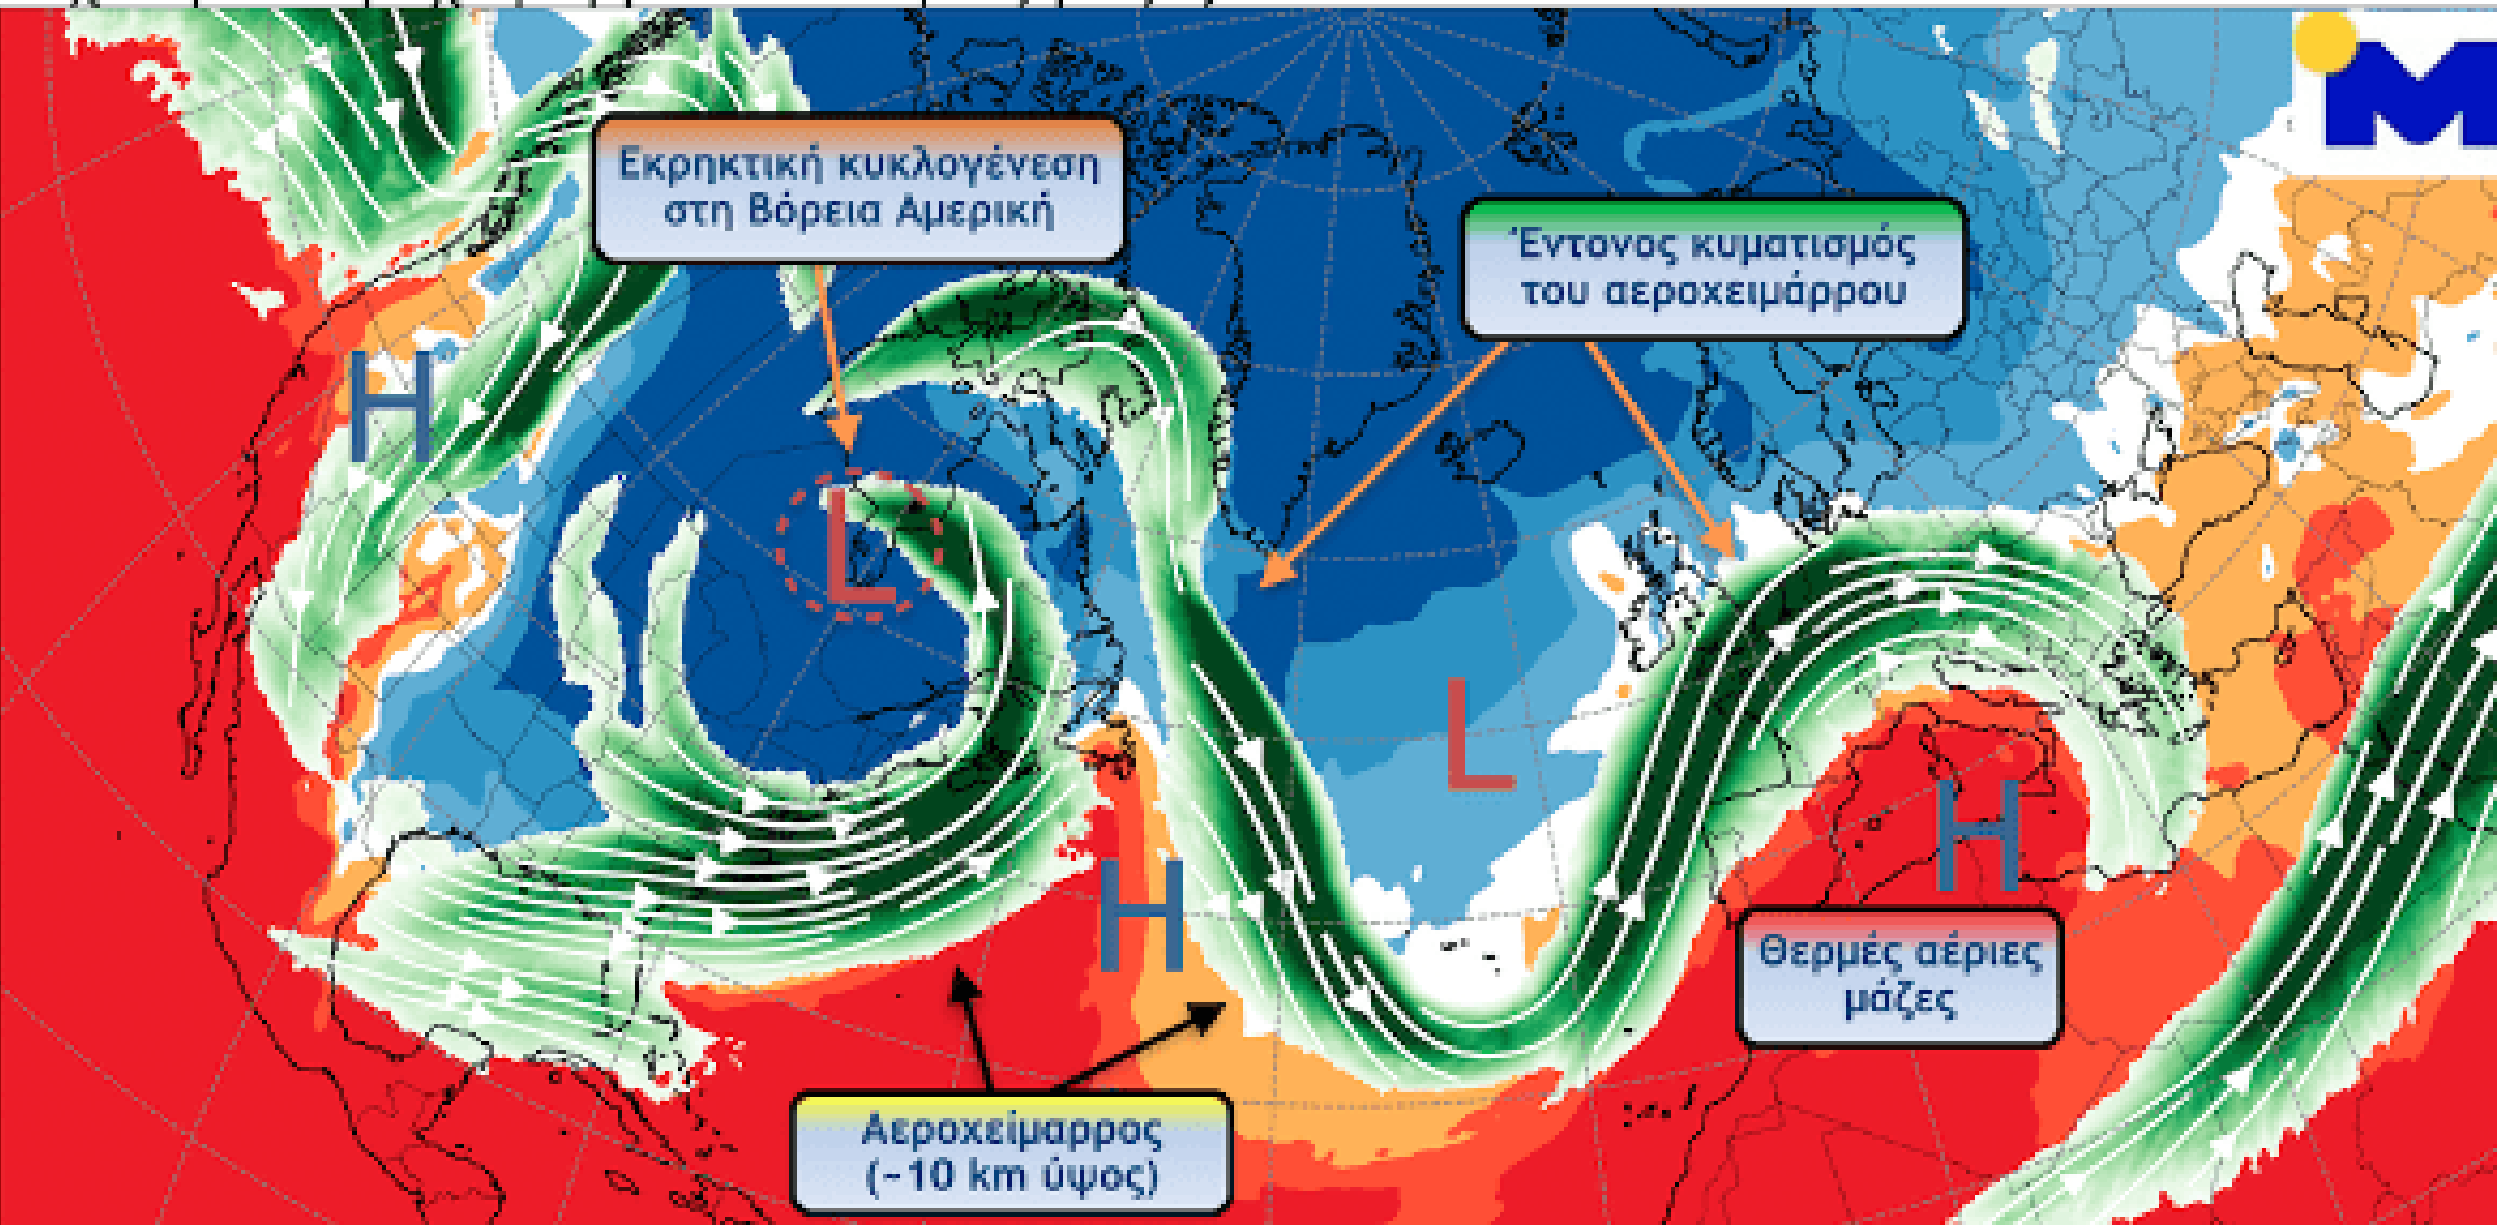 M
Εκρηκτική κυκλογένεση
στη Βόρεια Αμερική
Έντονος κυματισμός
του αεροχειμάρρου
H
L
L
H
H
Θερμές αέριες
μάζες
Αεροχείμαρρος
(~10 km ύψος)